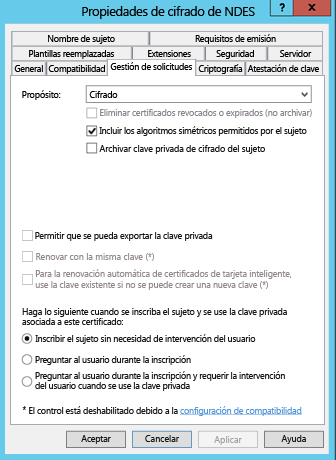 Propiedades de cifrado de NDES
? X
Nombre de sujeto Requisitos de emisión
Plantillas reemplazadas Extensiones Seguridad Servidor
General Compatibilidad Gestión de solicitudes Criptografía Atestación de clave
Propósito: Cifrado
Eliminar certificados revocados o expirados (no archivar)
Incluir los algoritmos simétricos permitidos por el sujeto
Archivar clave privada de cifrado del sujeto
Permitir que se pueda exportar la clave privada
Renovar con la misma clave (*)
Para la renovación automática de certificados de tarjeta inteligente,
use la clave existente si no se puede crear una nueva clave (*)
Haga lo siguiente cuando se inscriba el sujeto y se use la clave privada
asociada a este certificado:
Inscribir el sujeto sin necesidad de intervención del usuario
Preguntar al usuario durante la inscripción
Preguntar al usuario durante la inscripción y requerir la intervención
del usuario cuando se use la clave privada
* El control está deshabilitado debido a la configuración de compatibilidad
Aceptar Cancelar Aplicar Ayuda